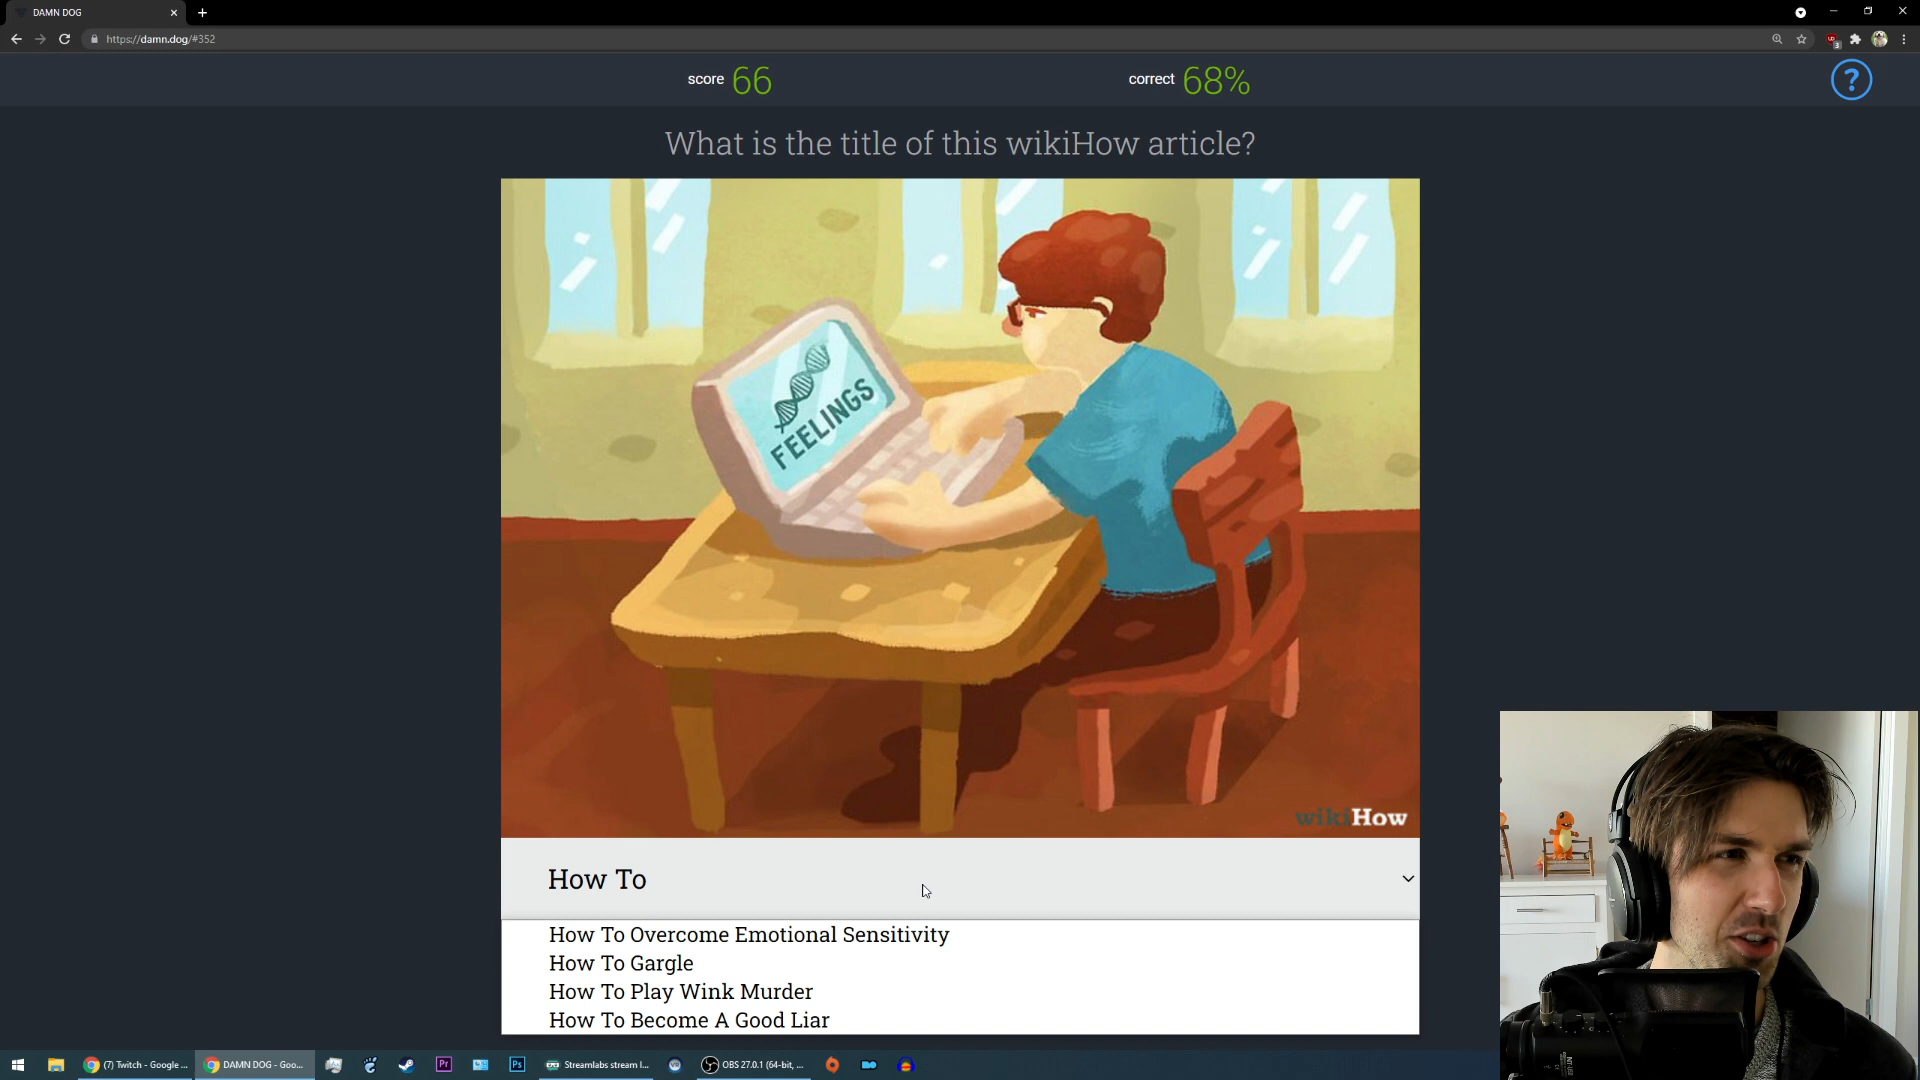 DAMN DOG
https://damn.dog/#352
score 66
correct 68%
?
What is the title of this wikiHow article?
FEELINGS
wikiHow
How To
How To Overcome Emotional Sensitivity
How To Gargle
How To Play Wink Murder
How To Become A Good Liar
(7) Twitch - Google ...
DAMN DOG - Goo...
Pr
Ps
Streamlabs stream l...
OBS 27.0.1 (64-bit, ...